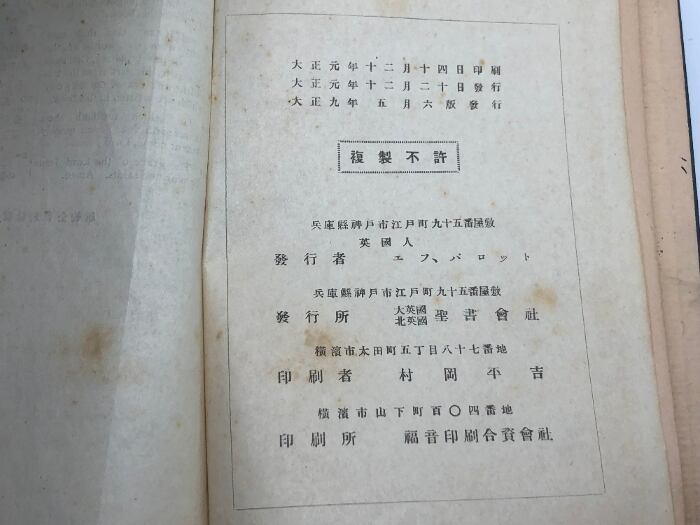 大正元年十二月十四日印刷
大正元年十二月二十日發行
大正九年五月六版發行
複製不許
兵庫縣神戸市江戸町九十五番屋敷
英國人
發行者 エフ、パロット
兵庫縣神戸市江戸町九十五番屋敷
發行所 大英國北英國聖書會社
橫濱市太田町五丁目八十七番地
印刷者 村岡平吉
橫濱市山下町百〇四番地
印刷所 福音印刷合資會社